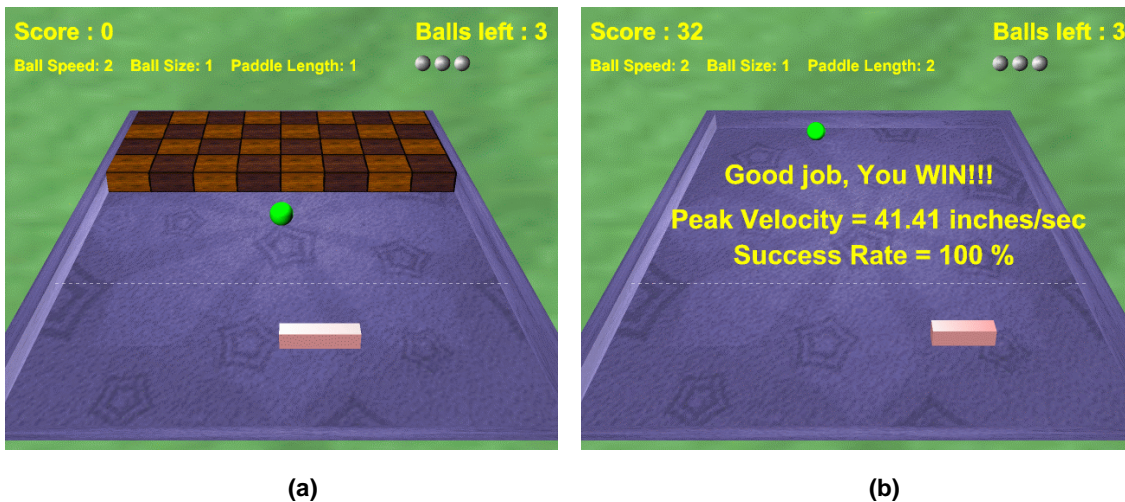 Score : 0 Balls left : 3
Ball Speed: 2 Ball Size: 1 Paddle Length: 1
Score : 32 Balls left : 3
Ball Speed: 2 Ball Size: 1 Paddle Length: 2
Good job, You WIN!!!
Peak Velocity = 41.41 inches/sec
Success Rate = 100 %
(a)
(b)